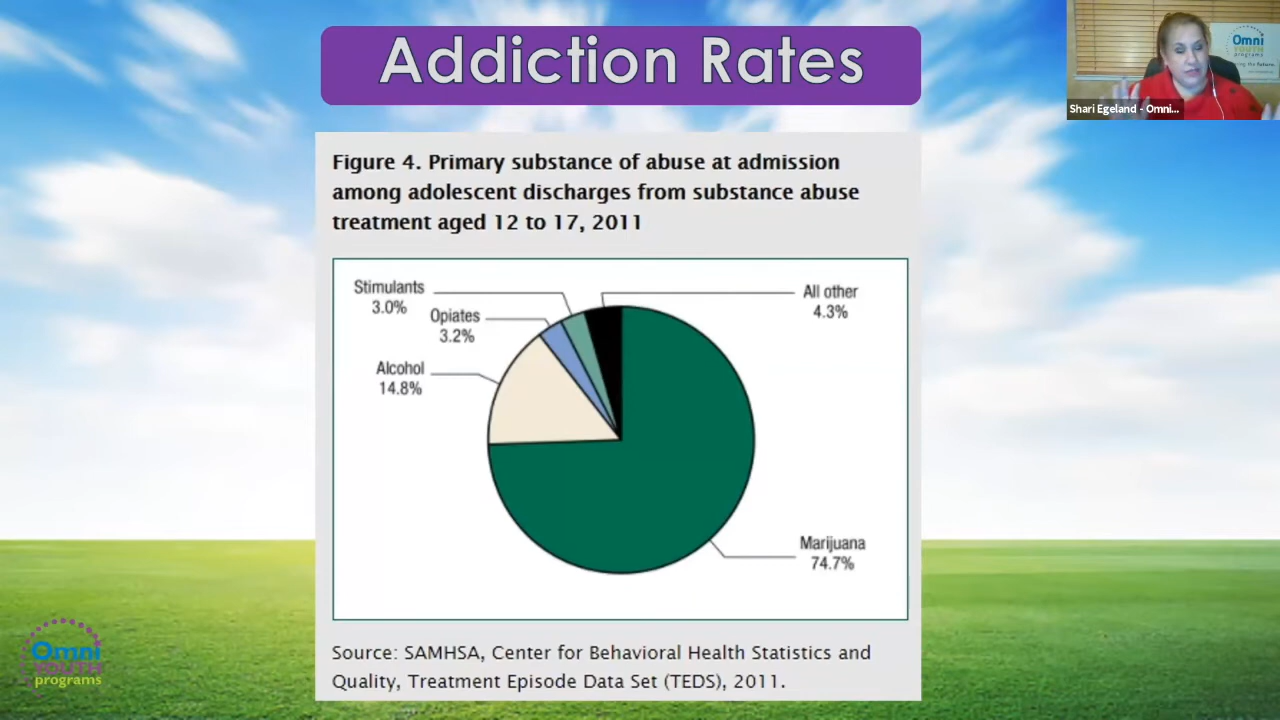 Addiction Rates
Shari Egeland - Omni...
Omni
YOUTH
programs
Figure 4. Primary substance of abuse at admission
among adolescent discharges from substance abuse
treatment aged 12 to 17, 2011
Stimulants
3.0%
Opiates
3.2%
Alcohol
14.8%
All other
4.3%
Marijuana
74.7%
Source: SAMHSA, Center for Behavioral Health Statistics and
Quality, Treatment Episode Data Set (TEDS), 2011.
Omni
YOUTH
programs